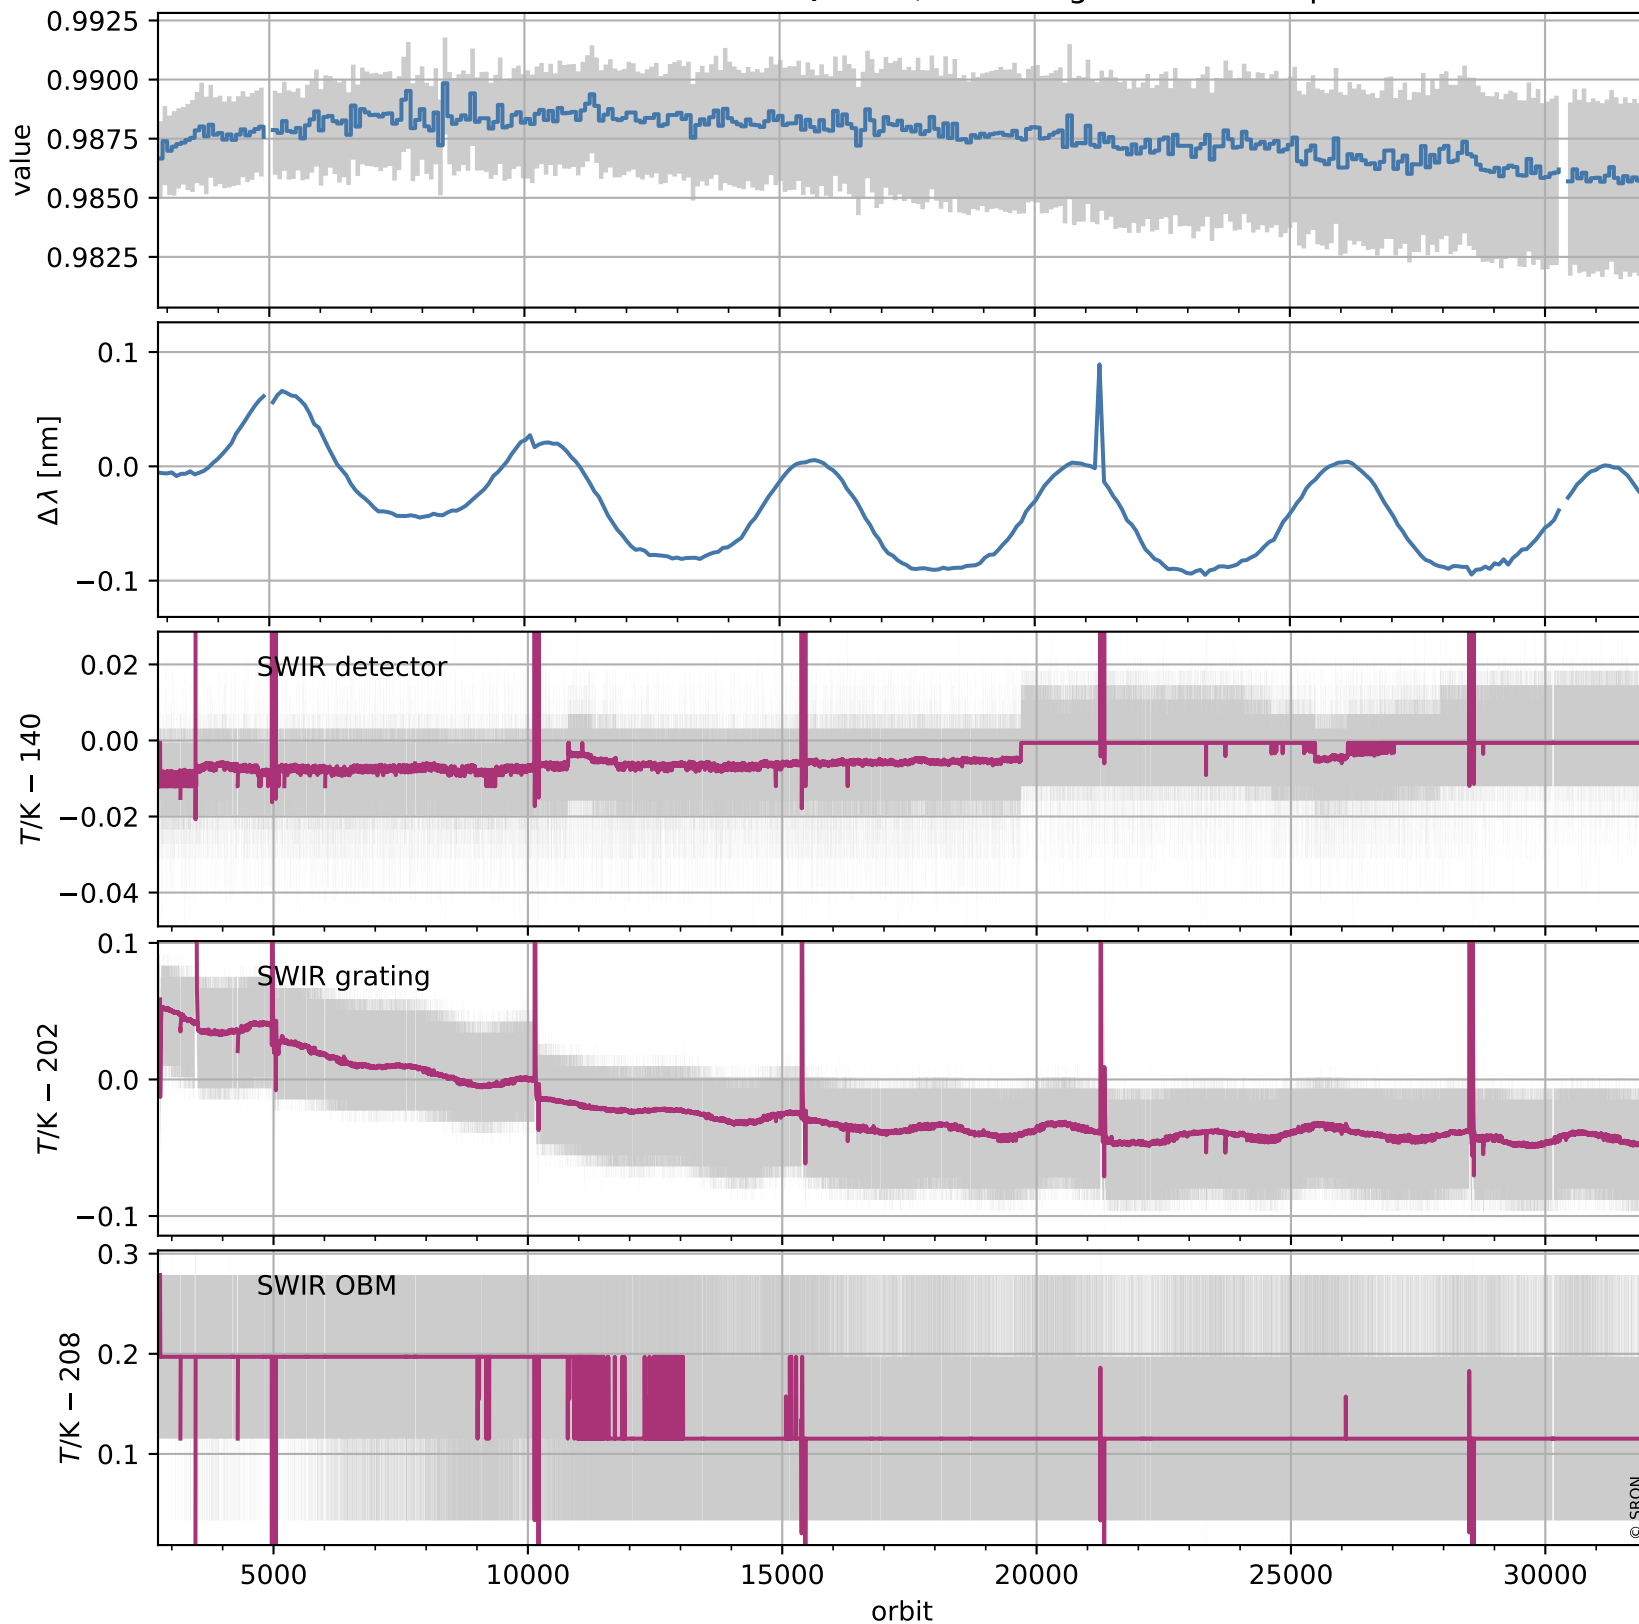 0.9925
0.9900
0.9875
0.9850
0.9825
value
0.1
0.0
−0.1
Δλ [nm]
SWIR detector
0.02
0.00
−0.02
−0.04
T/K − 140
SWIR grating
0.1
0.0
−0.1
T/K − 202
SWIR OBM
0.3
0.2
0.1
T/K − 208
© SRON
5000 10000 15000 20000 25000 30000
orbit